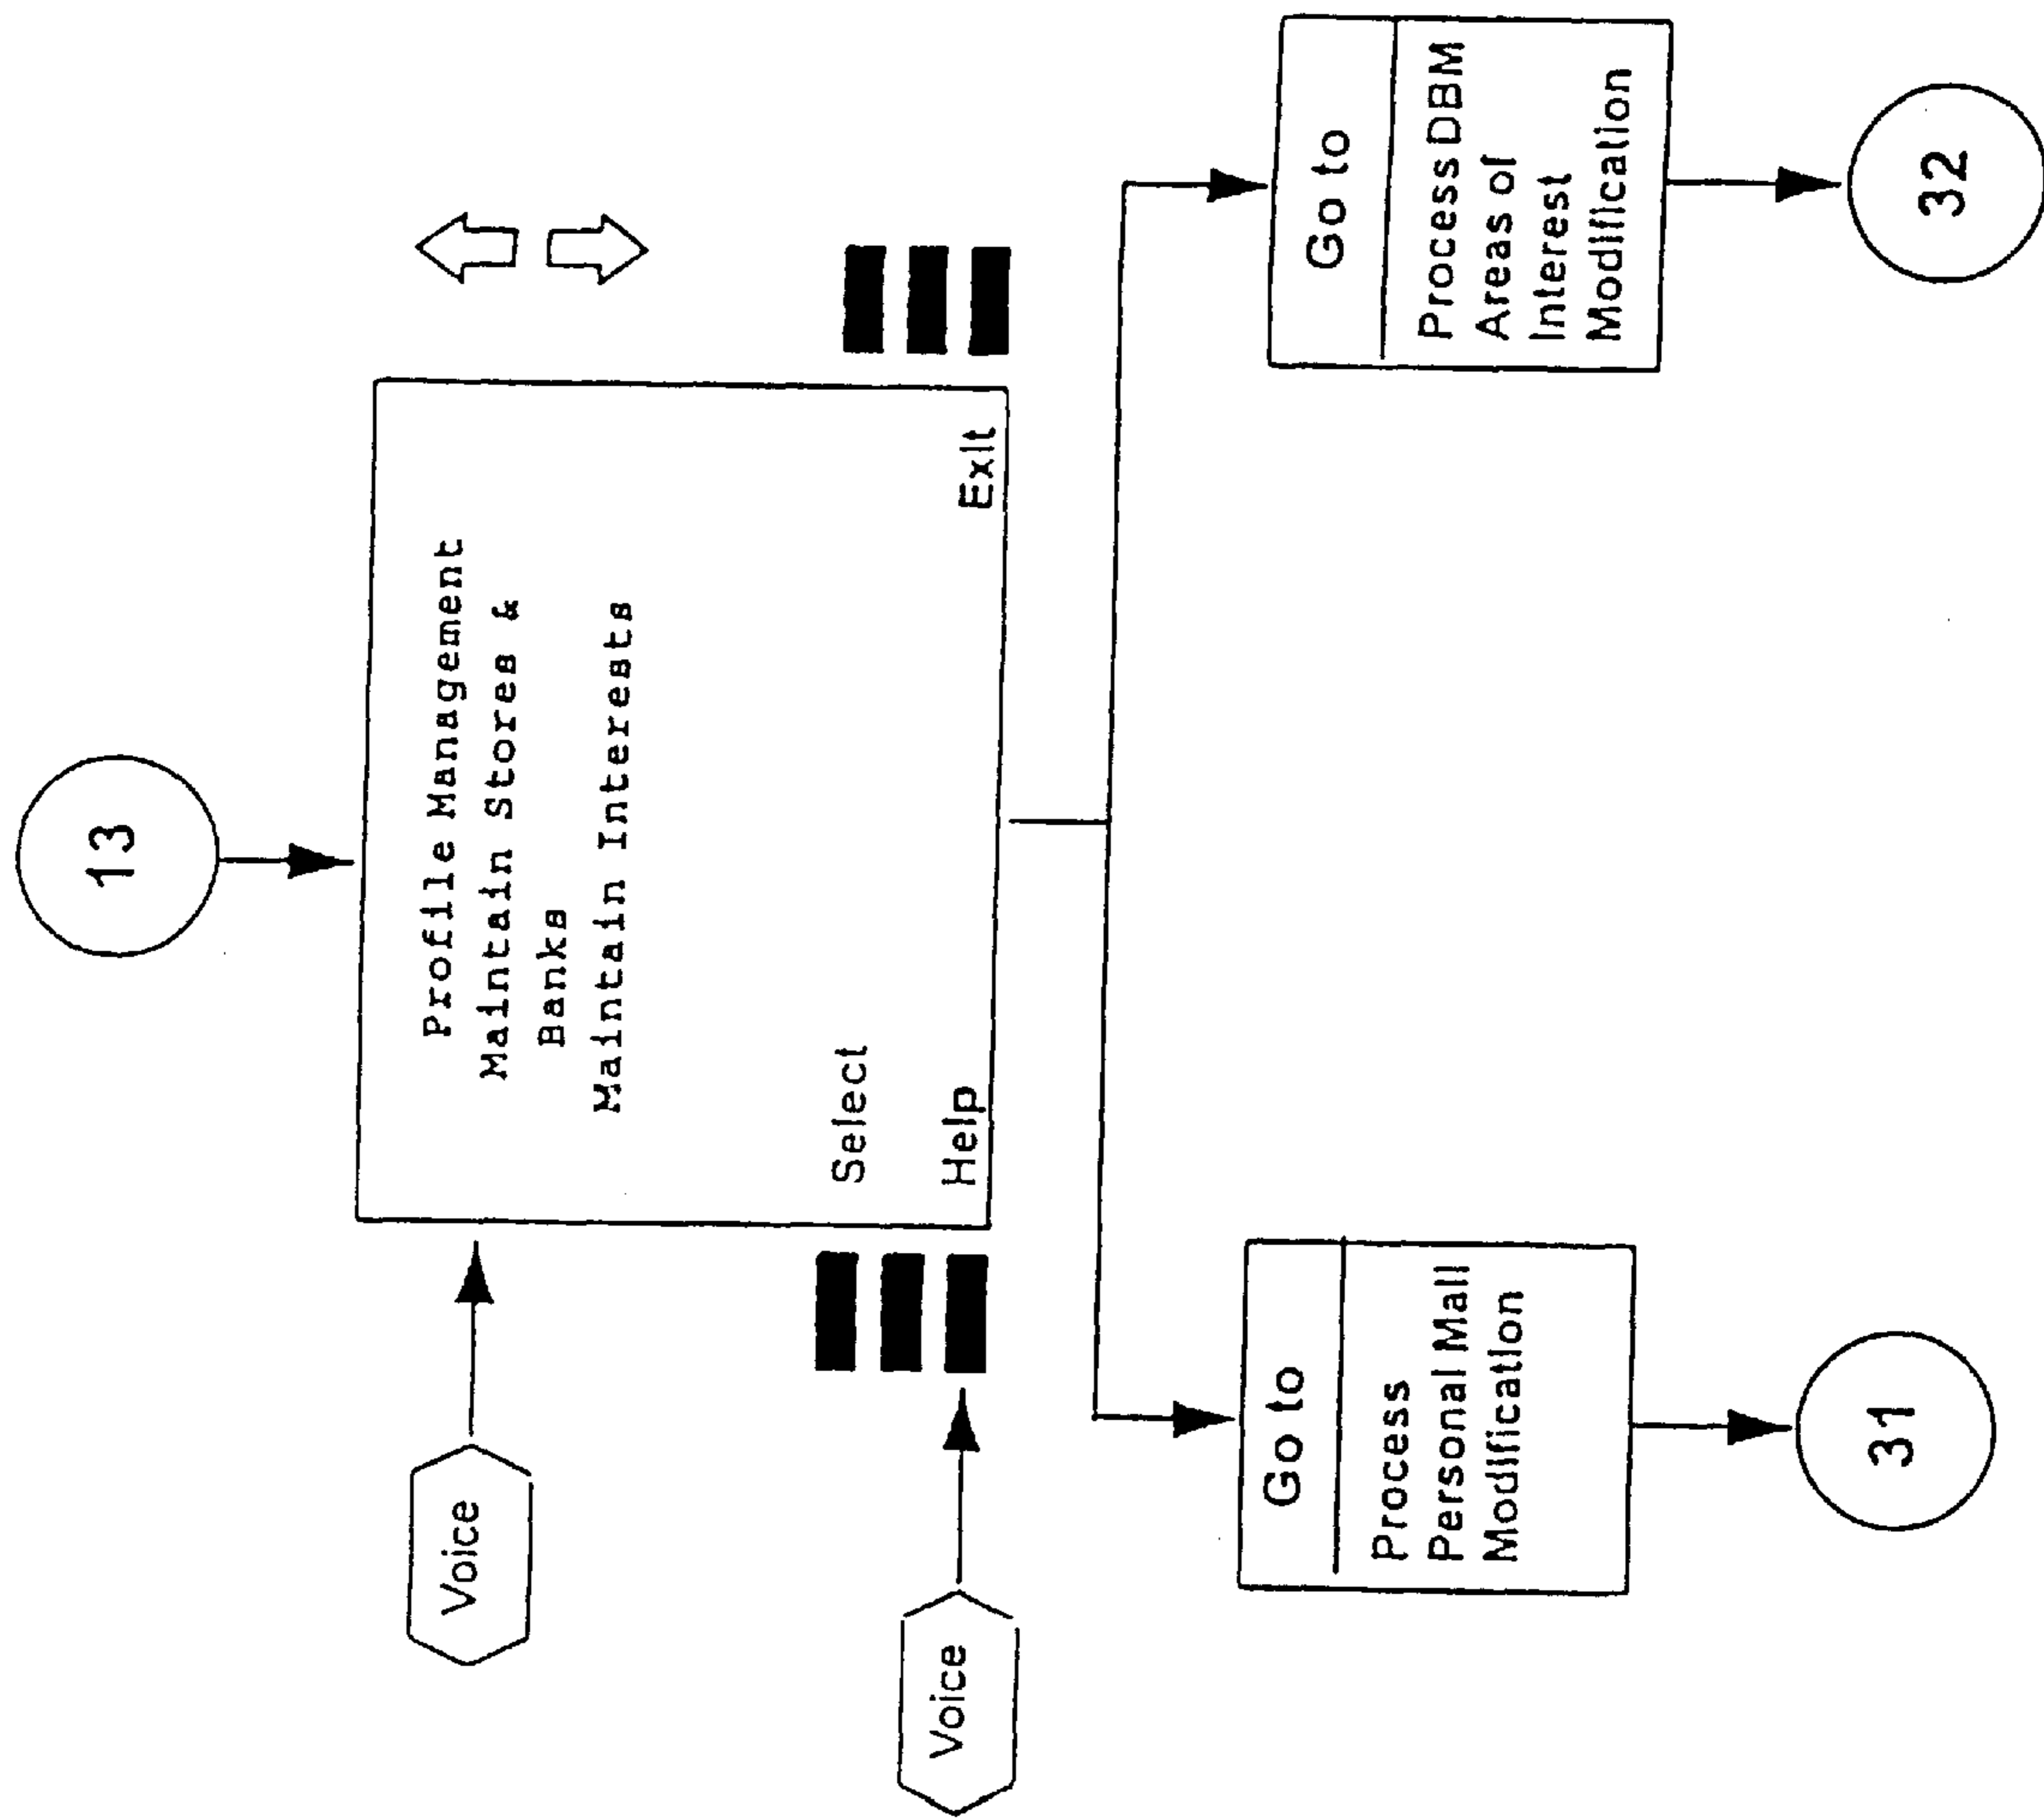 13
Voice
Profile Management
Maintain Stores &
Banks
Maintain Interests
Select
Voice
Help
Exit
Go to
Process
Personal Mall
Modification
31
Go to
Process DBM
Areas of
Interest
Modification
32